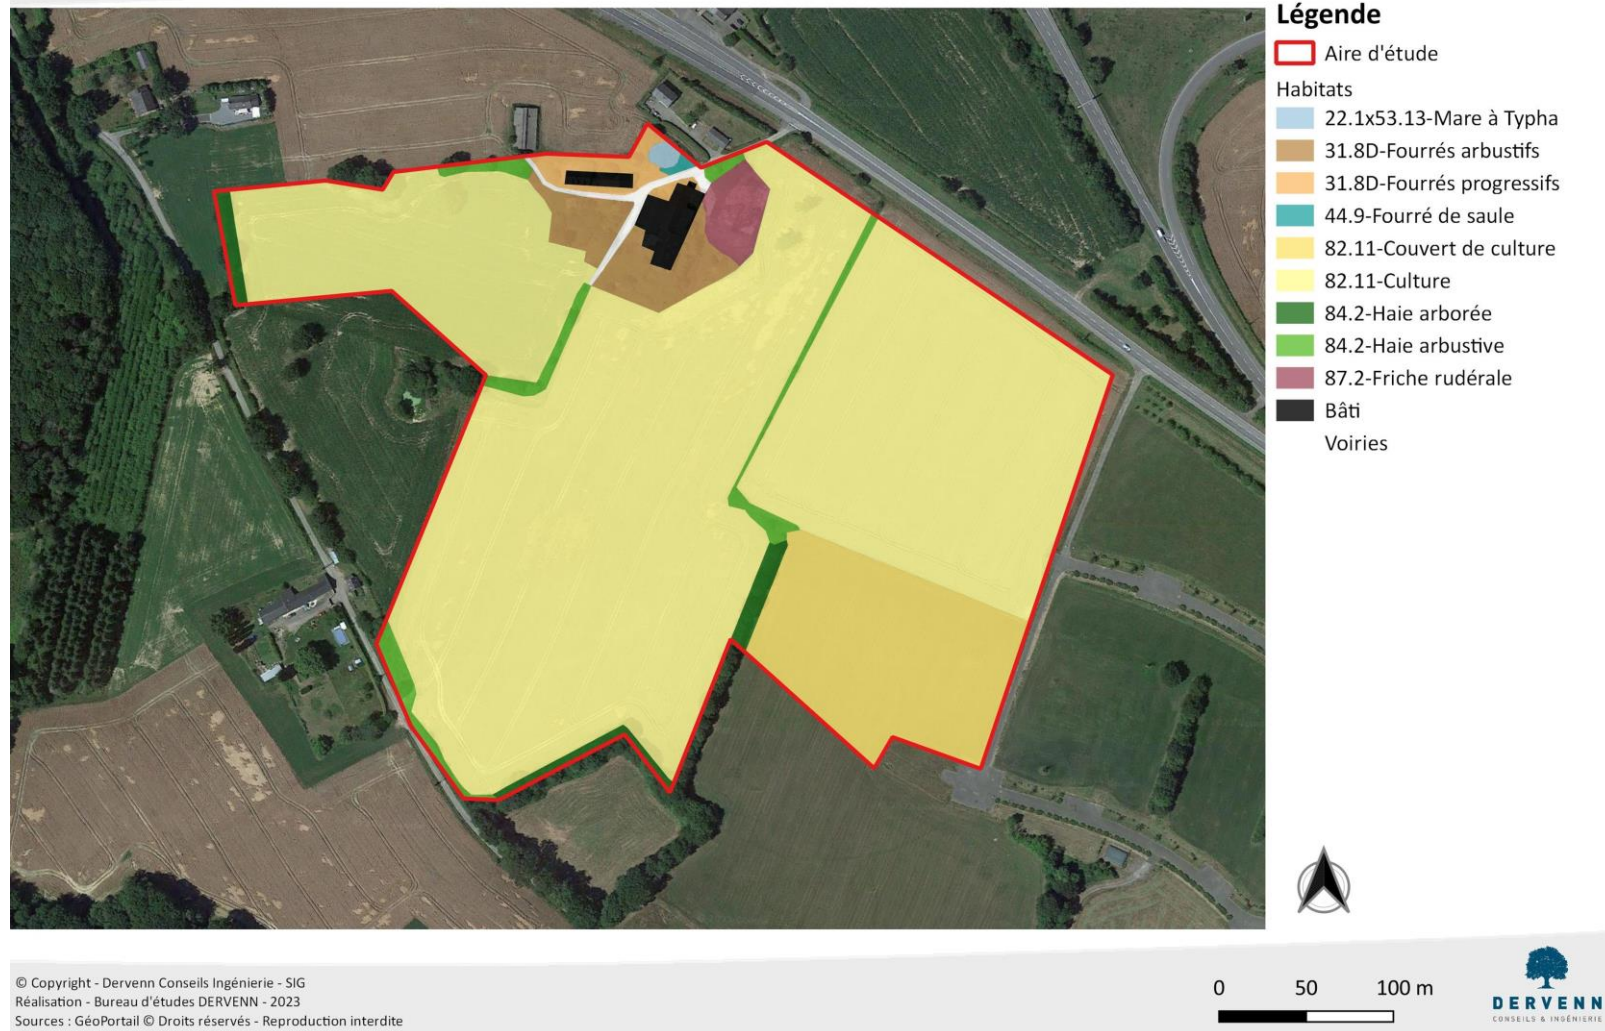 Légende
Aire d'étude
Habitats
22.1x53.13-Mare à Typha
31.8D-Fourrés arbustifs
31.8D-Fourrés progressifs
44.9-Fourré de saule
82.11-Couvert de culture
82.11-Culture
84.2-Haie arborée
84.2-Haie arbustive
87.2-Friche rudérale
Bâti
Voiries
© Copyright - Dervenn Conseils Ingénierie - SIG
Réalisation - Bureau d'études DERVENN - 2023
Sources : GéoPortail © Droits réservés - Reproduction interdite
0 50 100 m
DERVENN
CONSEILS & INGÉNIERIE